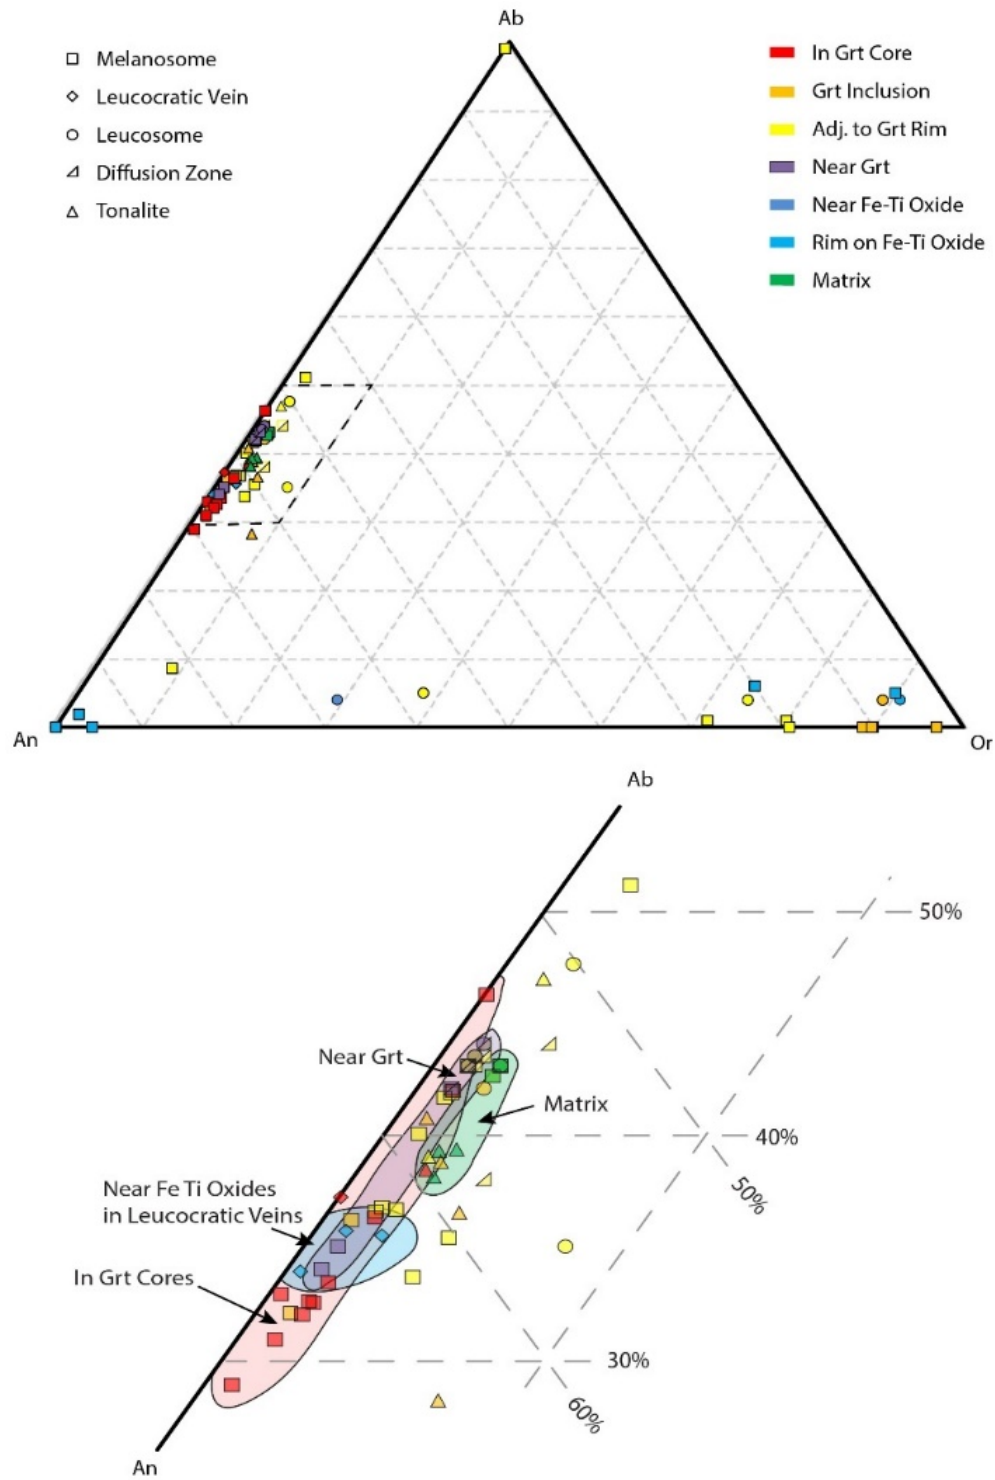 Ab
Melanosome
Leucocratic Vein
Leucosome
Diffusion Zone
Tonalite
In Grt Core
Grt Inclusion
Adj. to Grt Rim
Near Grt
Near Fe-Ti Oxide
Rim on Fe-Ti Oxide
Matrix
An
Or
Ab
50%
Near Grt
Matrix
40%
50%
Near Fe Ti Oxides
in Leucocratic Veins
In Grt Cores
30%
60%
An